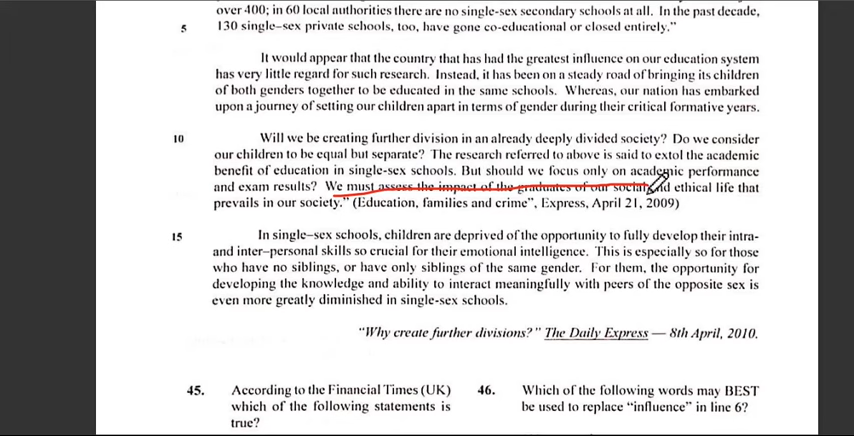 over 400; in 60 local authorities there are no single-sex secondary schools at all. In the past decade,
5 130 single–sex private schools, too, have gone co-educational or closed entirely.”
It would appear that the country that has had the greatest influence on our education system
has very little regard for such research. Instead, it has been on a steady road of bringing its children
of both genders together to be educated in the same schools. Whereas, our nation has embarked
upon a journey of setting our children apart in terms of gender during their critical formative years.
10 Will we be creating further division in an already deeply divided society? Do we consider
our children to be equal but separate? The research referred to above is said to extol the academic
benefit of education in single-sex schools. But should we focus only on academic performance
and exam results? We must assess the impact of the graduates of our ethical life that
prevails in our society.” (Education, families and crime”, Express, April 21, 2009)
15 In single–sex schools, children are deprived of the opportunity to fully develop their intra-
and inter–personal skills so crucial for their emotional intelligence. This is especially so for those
who have no siblings, or have only siblings of the same gender. For them, the opportunity for
developing the knowledge and ability to interact meaningfully with peers of the opposite sex is
even more greatly diminished in single-sex schools.
“Why create further divisions?” The Daily Express — 8th April, 2010.
45. According to the Financial Times (UK)
which of the following statements is
true?
46. Which of the following words may BEST
be used to replace “influence” in line 6?